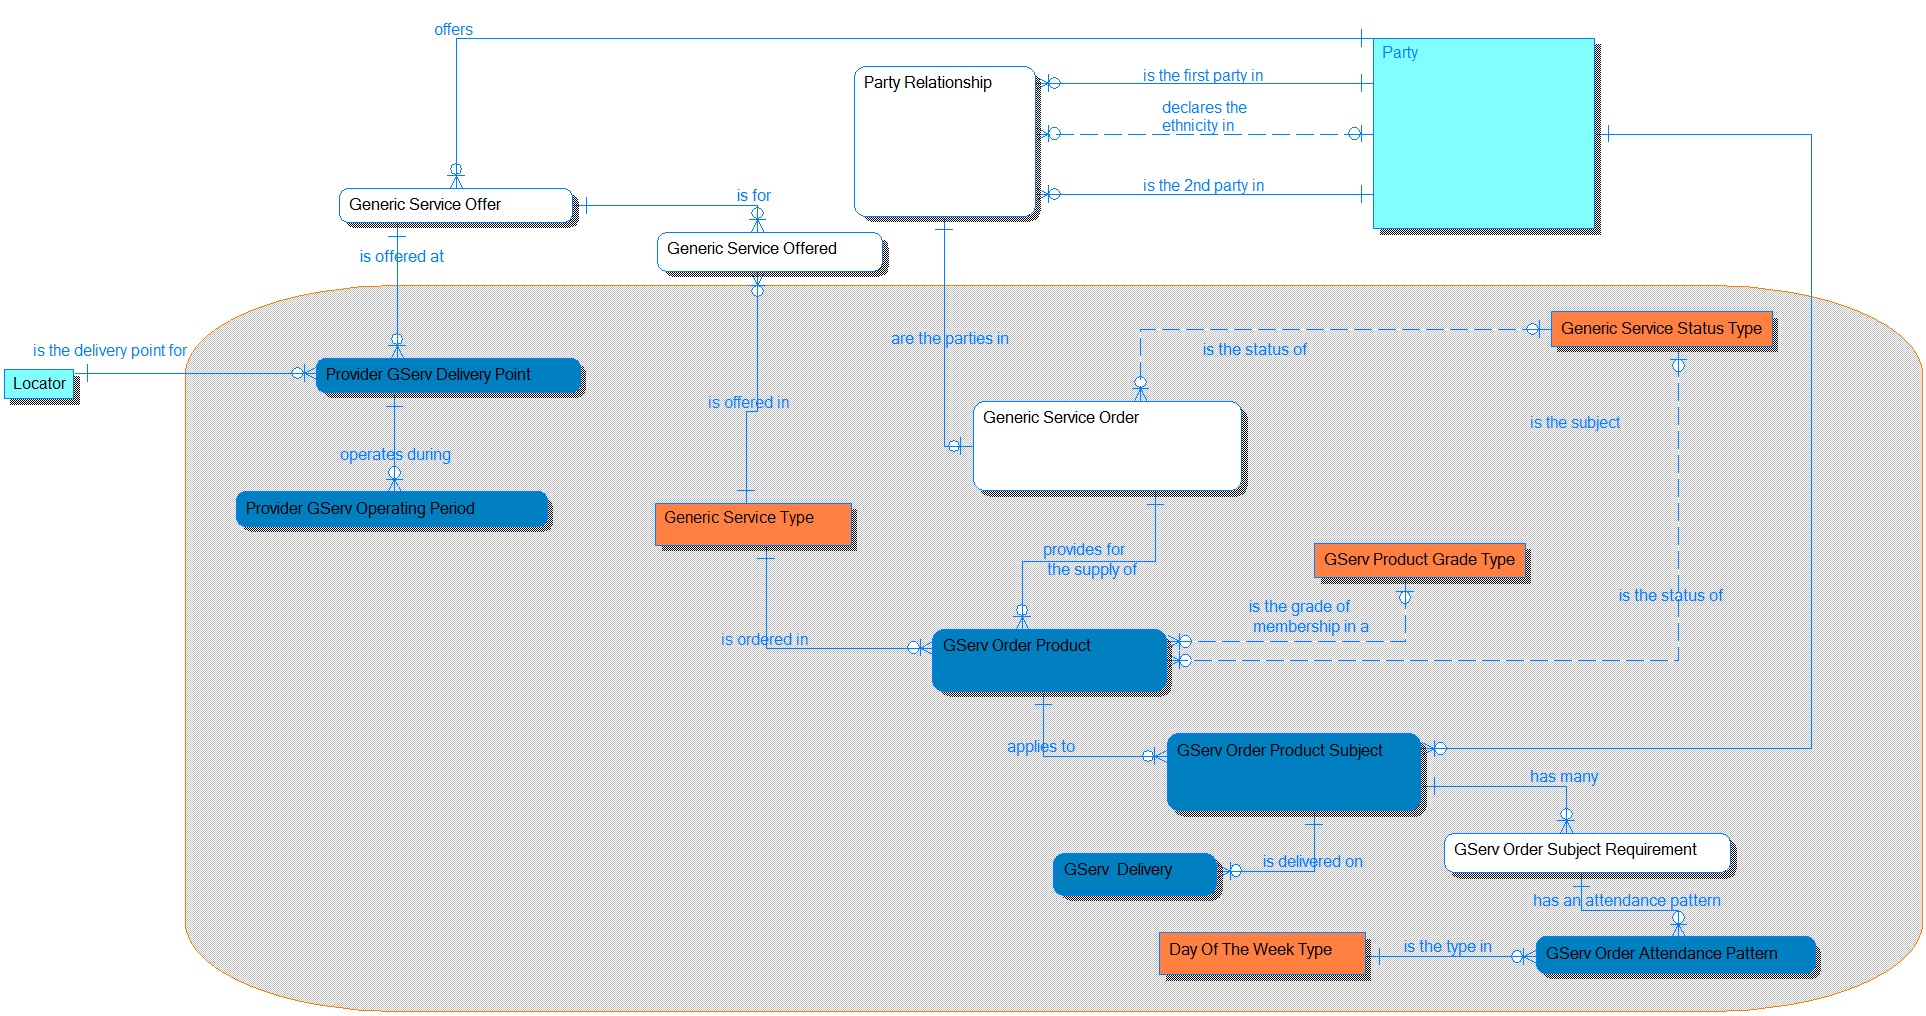 offers
Party
Party Relationship
is the first party in
declares the
ethnicity in
is the 2nd party in
Generic Service Offer
is for
Generic Service Offered
is offered at
is the delivery point for
Locator
Provider GServ Delivery Point
are the parties in
Generic Service Status Type
is the status of
is offered in
Generic Service Order
is the subject
operates during
Provider GServ Operating Period
Generic Service Type
provides for
the supply of
GServ Product Grade Type
is the status of
is the grade of
membership in a
is ordered in
GServ Order Product
applies to
GServ Order Product Subject
has many
is delivered on
GServ  Delivery
GServ Order Subject Requirement
has an attendance pattern
Day Of The Week Type
is the type in
GServ Order Attendance Pattern